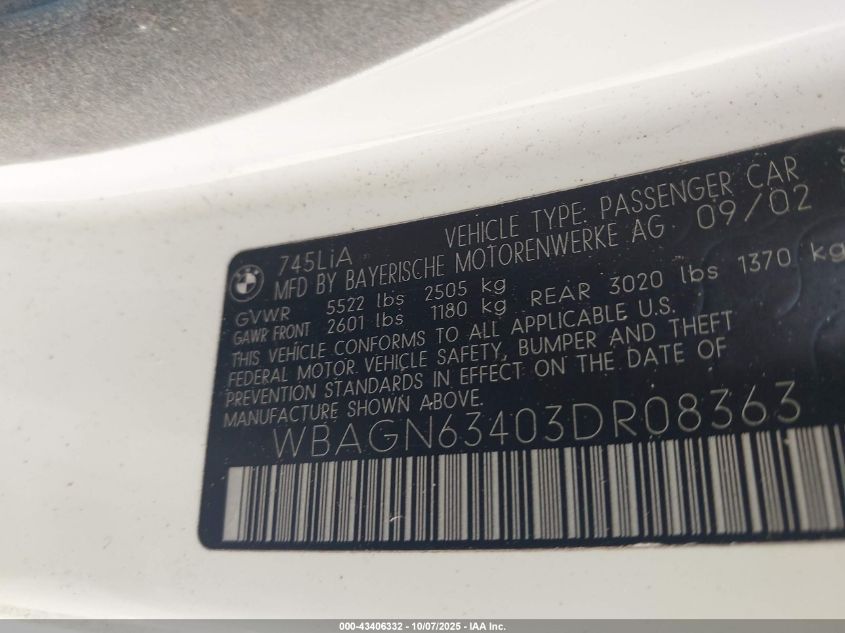 745LiA VEHICLE TYPE: PASSENGER CAR
MFD BY BAYERISCHE MOTORENWERKE AG 09/02
GVWR 5522 lbs 2505 kg
GAWR FRONT 2601 lbs 1180 kg REAR 3020 lbs 1370 kg
THIS VEHICLE CONFORMS TO ALL APPLICABLE U.S.
FEDERAL MOTOR VEHICLE SAFETY, BUMPER AND THEFT
PREVENTION STANDARDS IN EFFECT ON THE DATE OF
MANUFACTURE SHOWN ABOVE.
WBAGN63403DR08363
000-43406332 - 10/07/2025 - IAA Inc.